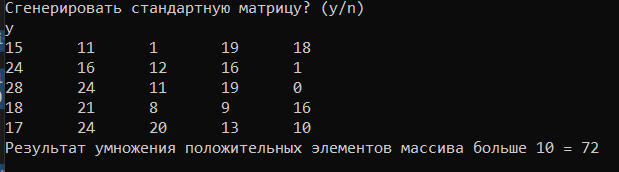 Сгенерировать стандартную матрицу? (y/n)
y
15 11 1 19 18
24 16 12 16 1
28 24 11 19 0
18 21 8 9 16
17 24 20 13 10
Результат умножения положительных элементов массива больше 10 = 72